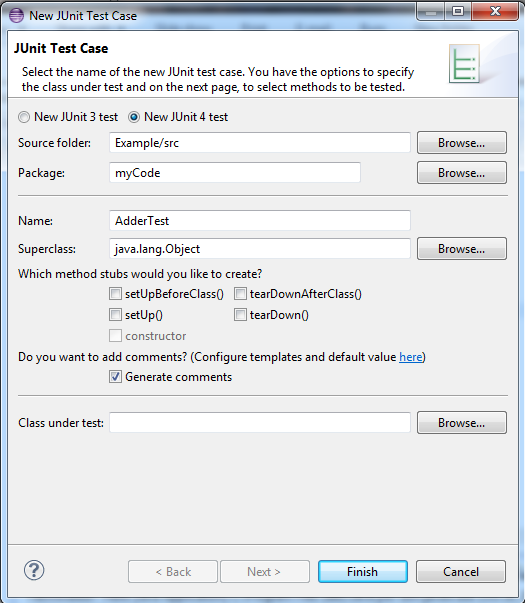 New JUnit Test Case
JUnit Test Case
Select the name of the new JUnit test case. You have the options to specify
the class under test and on the next page, to select methods to be tested.
New JUnit 3 test New JUnit 4 test
Source folder: Example/src Browse...
Package: myCode Browse...
Name: AdderTest
Superclass: java.lang.Object Browse...
Which method stubs would you like to create?
setUpBeforeClass() tearDownAfterClass()
setUp() tearDown()
constructor
Do you want to add comments? (Configure templates and default value here)
Generate comments
Class under test: Browse...
? < Back Next > Finish Cancel